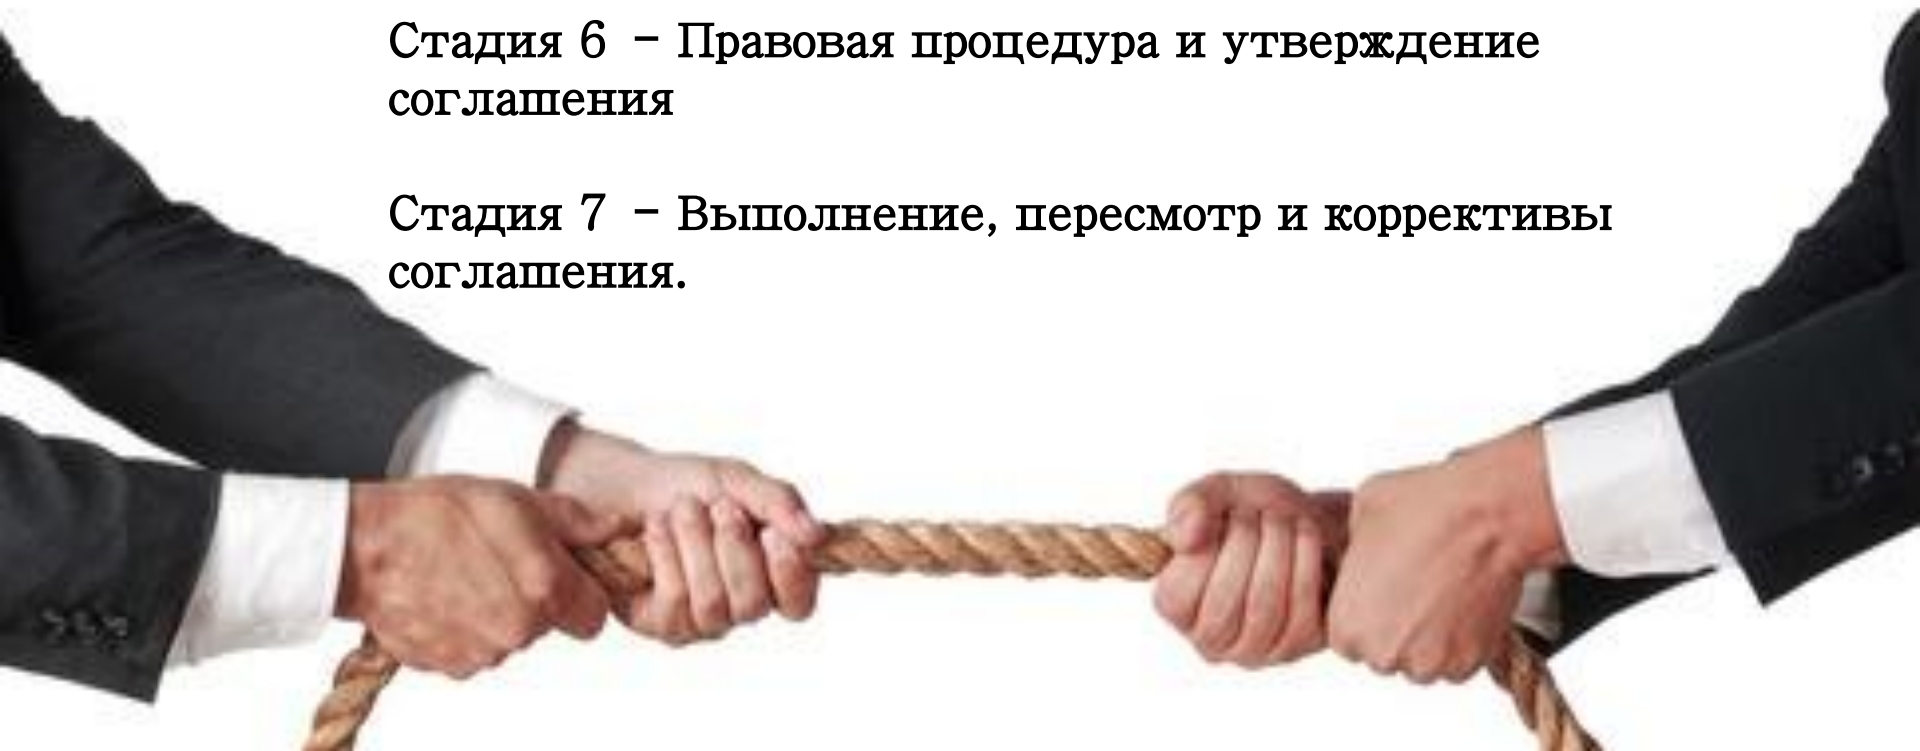 Стадия 6 – Правовая процедура и утверждение
соглашения
Стадия 7 – Выполнение, пересмотр и коррективы
соглашения.